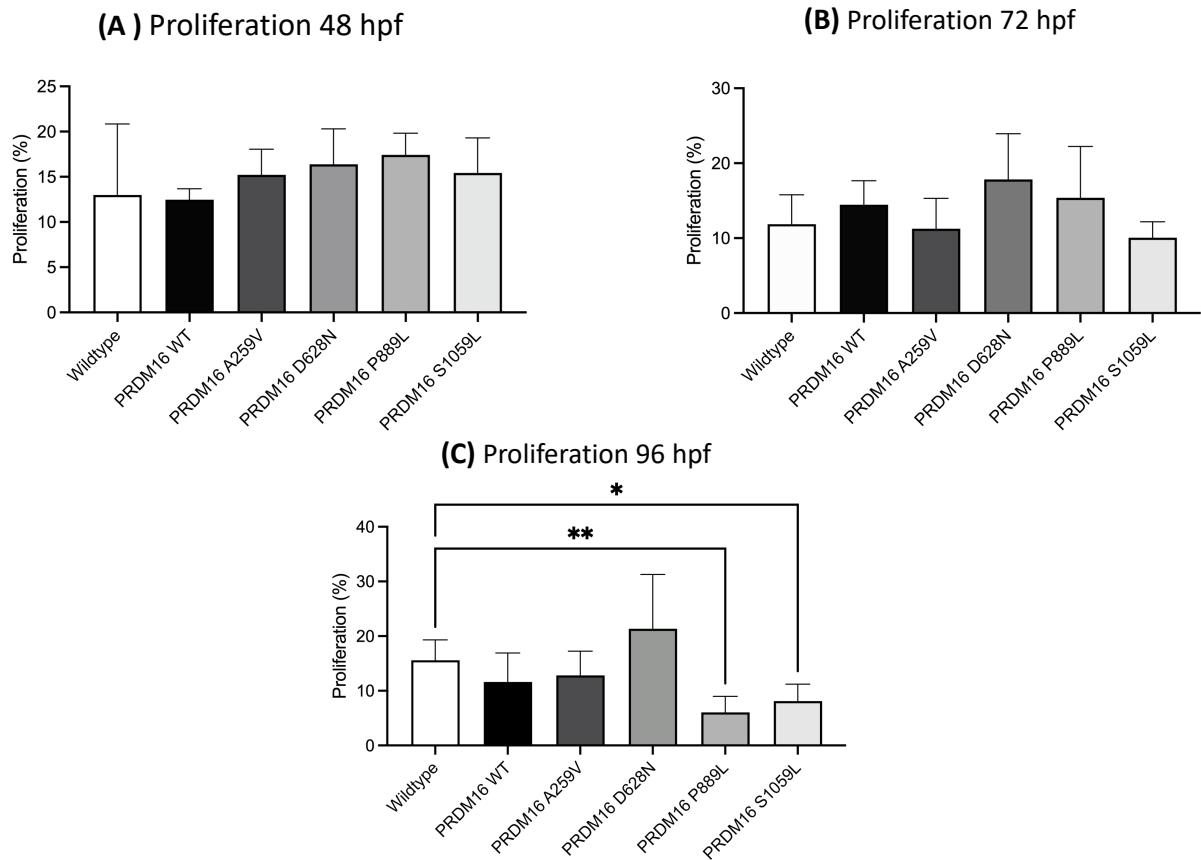 (A ) Proliferation 48 hpf
Proliferation (%)
25
20
15
10
5
0
Wildtype
PRDM16 WT
PRDM16 A259V
PRDM16 D628N
PRDM16 P889L
PRDM16 S1059L
(B) Proliferation 72 hpf
Proliferation (%)
30
20
10
0
Wildtype
PRDM16 WT
PRDM16 A259V
PRDM16 D628N
PRDM16 P889L
PRDM16 S1059L
(C) Proliferation 96 hpf
*
**
Proliferation (%)
40
30
20
10
0
Wildtype
PRDM16 WT
PRDM16 A259V
PRDM16 D628N
PRDM16 P889L
PRDM16 S1059L